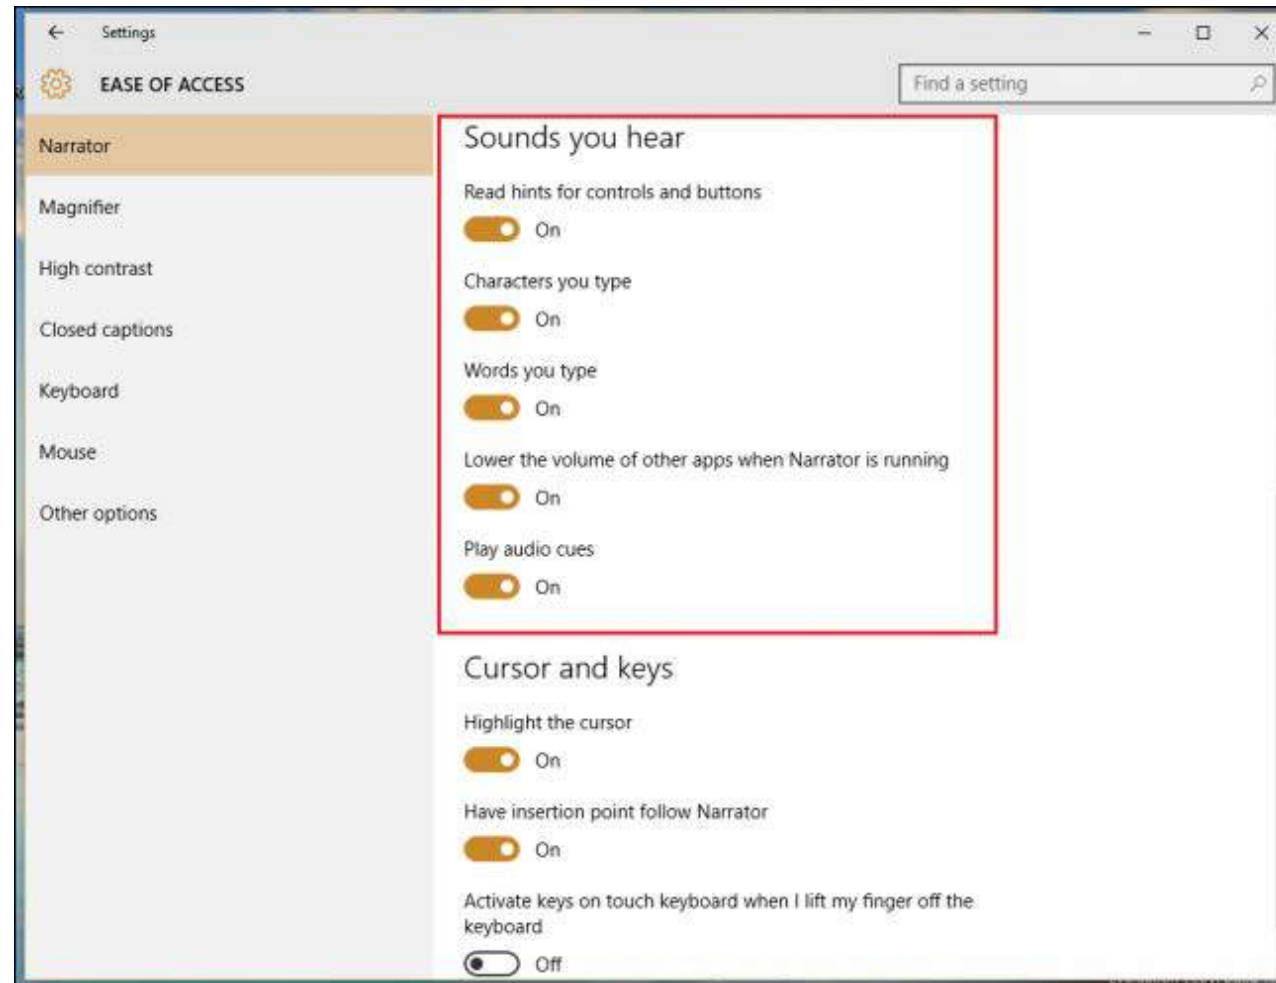 Settings
EASE OF ACCESS
Find a setting
Narrator
Magnifier
High contrast
Closed captions
Keyboard
Mouse
Other options
Sounds you hear
Read hints for controls and buttons
On
Characters you type
On
Words you type
On
Lower the volume of other apps when Narrator is running
On
Play audio cues
On
Cursor and keys
Highlight the cursor
On
Have insertion point follow Narrator
On
Activate keys on touch keyboard when I lift my finger off the
keyboard
Off